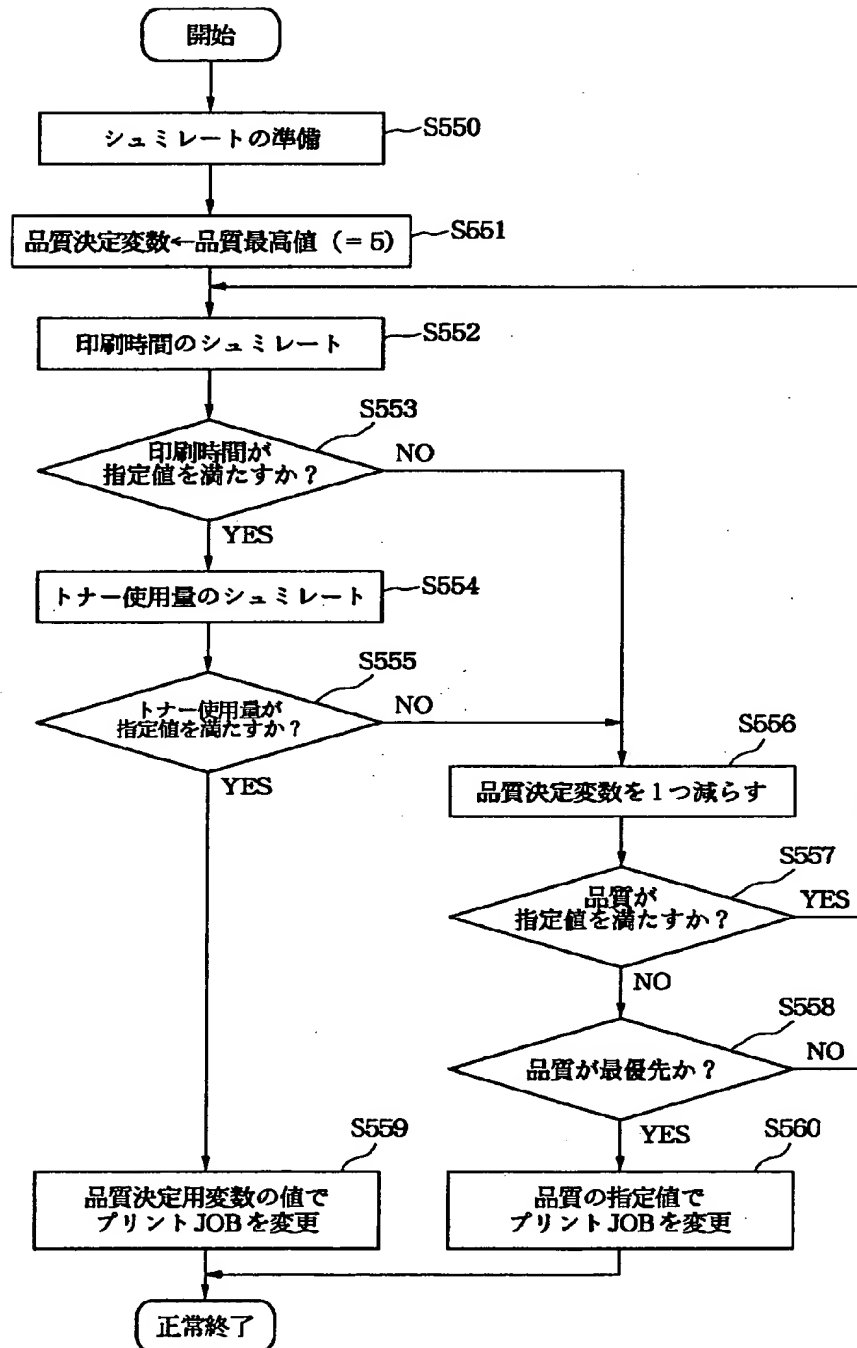 開始
シュミレートの準備
S550
品質決定変数←品質最高値 (= 5)
S551
印刷時間のシュミレート
S552
S553
印刷時間が
指定値を満たすか？
NO
YES
トナー使用量のシュミレート
S554
S555
トナー使用量が
指定値を満たすか？
NO
YES
S556
品質決定変数を1つ減らす
S557
品質が
指定値を満たすか？
YES
NO
S558
品質が最優先か？
NO
YES
S559
品質決定用変数の値で
プリントJOBを変更
S560
品質の指定値で
プリントJOBを変更
正常終了